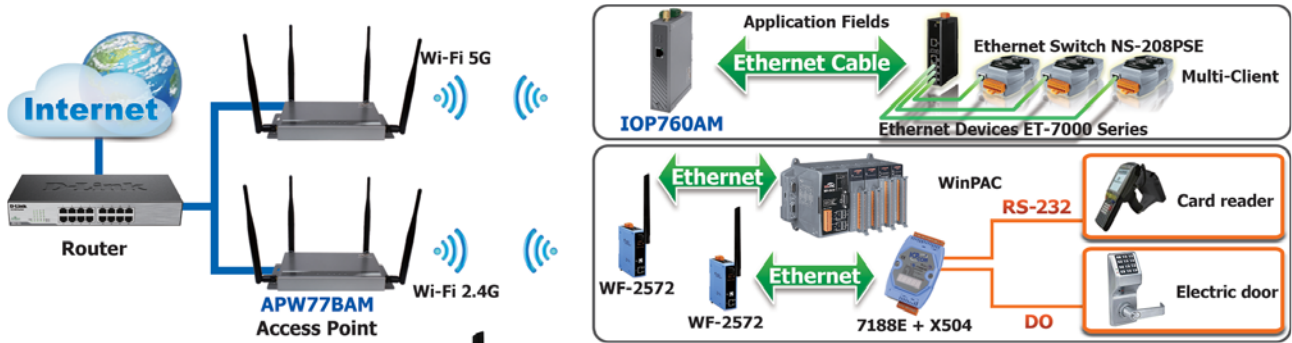 Internet
D-Link
D-Link
Router
Wi-Fi 5G
Wi-Fi 2.4G
APW77BAM
Access Point
Application Fields
Ethernet Cable
IOP760AM
Ethernet Switch NS-208PSE
Multi-Client
Ethernet Devices ET-7000 Series
Ethernet
WinPAC
WF-2572
Ethernet
WF-2572
7188E + X504
RS-232
Card reader
DO
Electric door